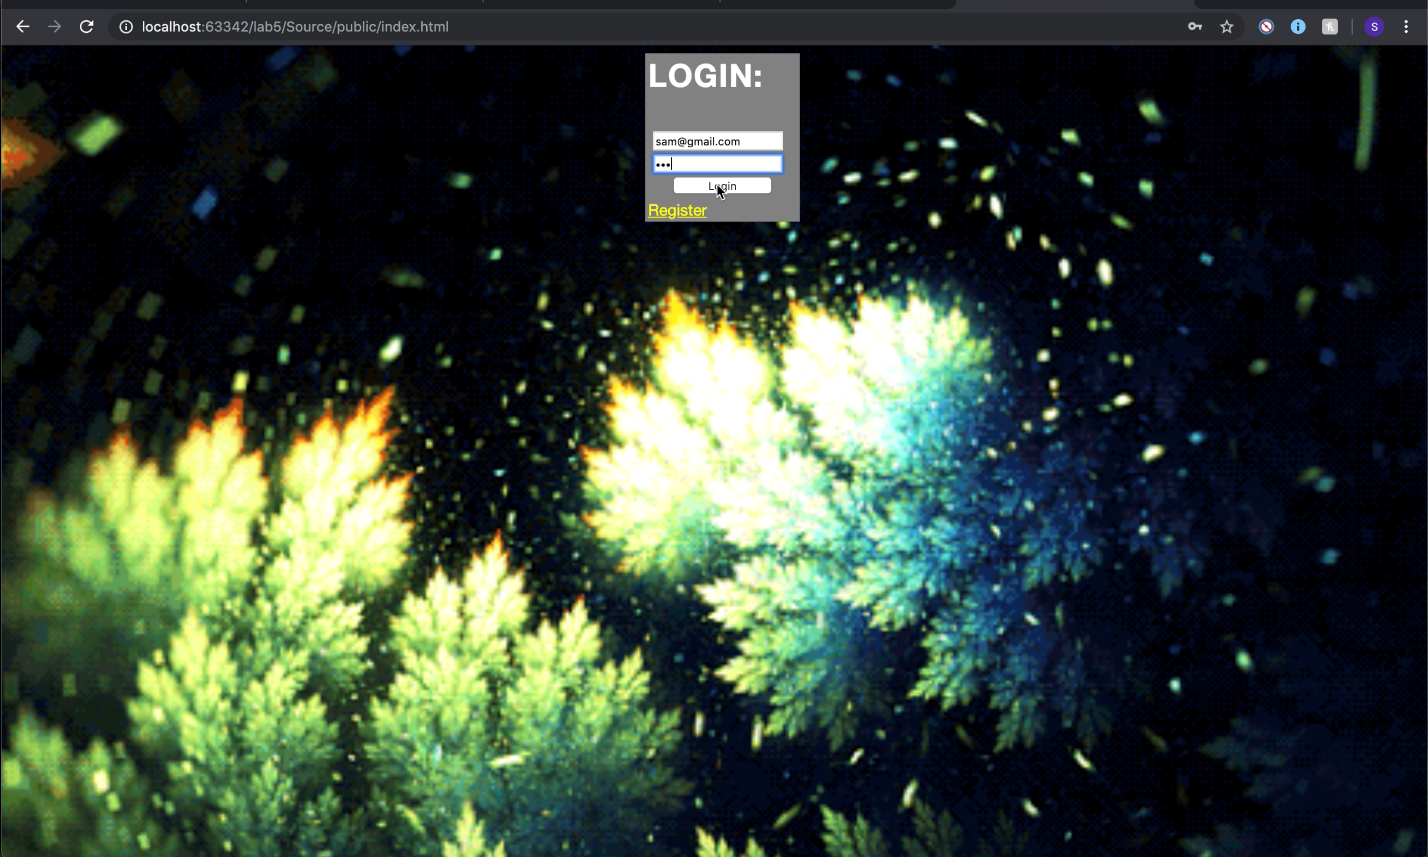 localhost:63342/lab5/Source/public/index.html
S
LOGIN:
sam@gmail.com
•••
Login
Register